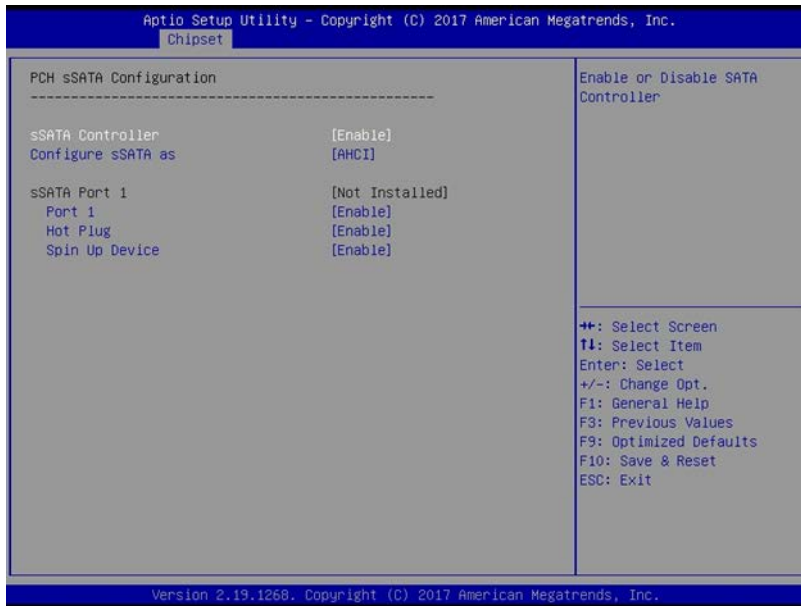 Aptio Setup Utility – Copyright (C) 2017 American Megatrends, Inc.
Chipset
PCH sSATA Configuration
--------------------------------------------------
sSATA Controller [Enable]
Configure sSATA as [AHCI]
sSATA Port 1 [Not Installed]
Port 1 [Enable]
Hot Plug [Enable]
Spin Up Device [Enable]
Enable or Disable SATA
Controller
→←: Select Screen
↑↓: Select Item
Enter: Select
+/-: Change Opt.
F1: General Help
F3: Previous Values
F9: Optimized Defaults
F10: Save & Reset
ESC: Exit
Version 2.19.1268. Copyright (C) 2017 American Megatrends, Inc.